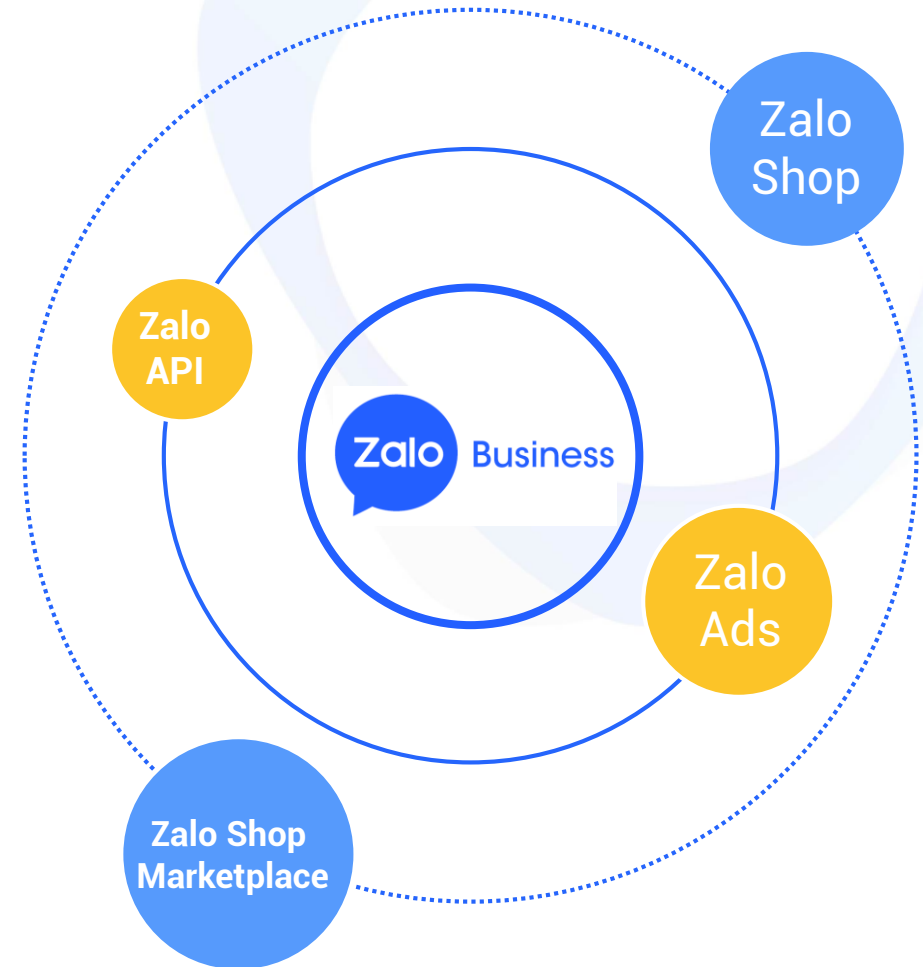 Zalo
Shop
Zalo
API
Zalo Business
Zalo
Ads
Zalo Shop
Marketplace